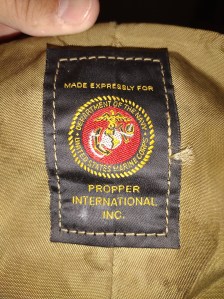 MADE EXPRESSLY FOR
DEPARTMENT OF THE NAVY
UNITED STATES MARINE CORPS
PROPPER
INTERNATIONAL
INC.